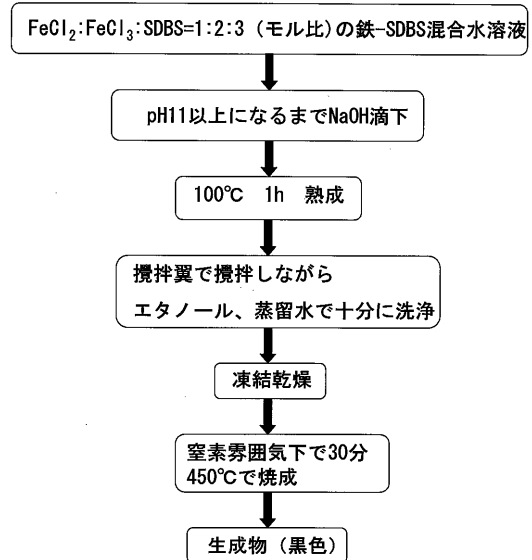 FeCl₂:FeCl₃:SDBS=1:2:3（モル比）の鉄-SDBS混合水溶液
pH11以上になるまでNaOH滴下
100℃ 1h 熟成
攪拌翼で攪拌しながら
エタノール、蒸留水で十分に洗浄
凍結乾燥
窒素雰囲気下で30分
450℃で焼成
生成物（黒色）